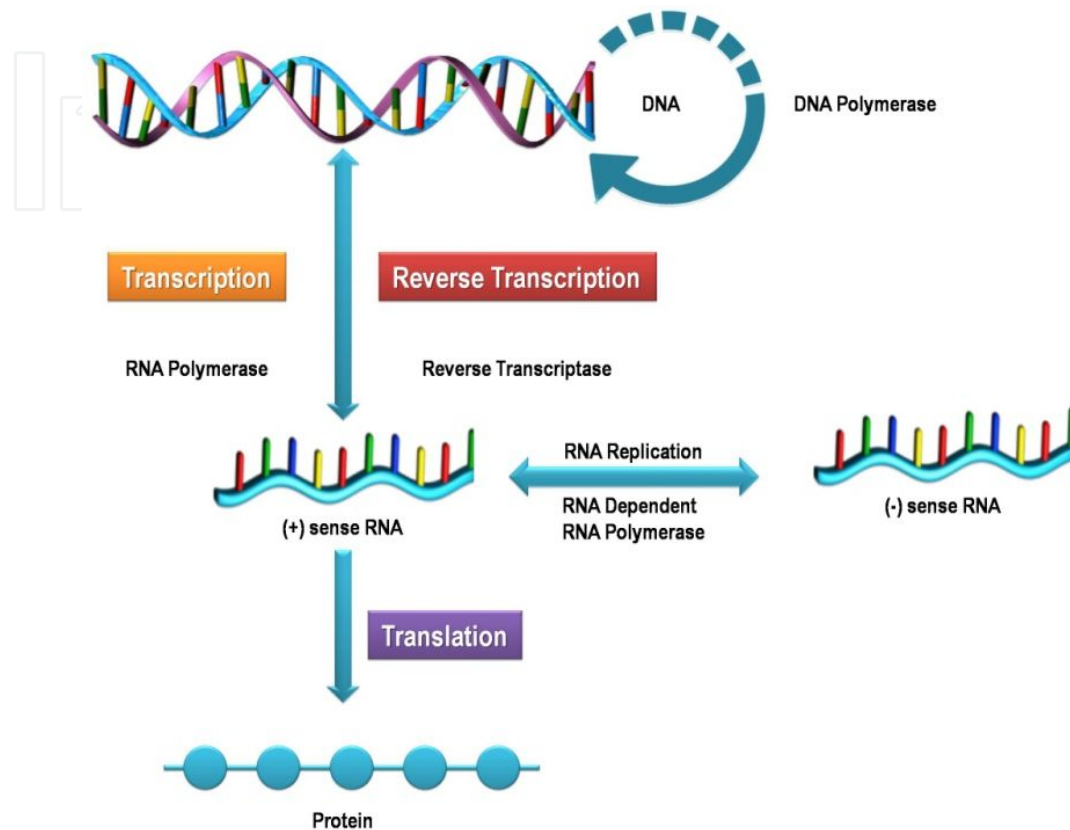 DNA
DNA Polymerase
Transcription
Reverse Transcription
RNA Polymerase
Reverse Transcriptase
RNA Replication
RNA Dependent
RNA Polymerase
(+) sense RNA
(-) sense RNA
Translation
Protein